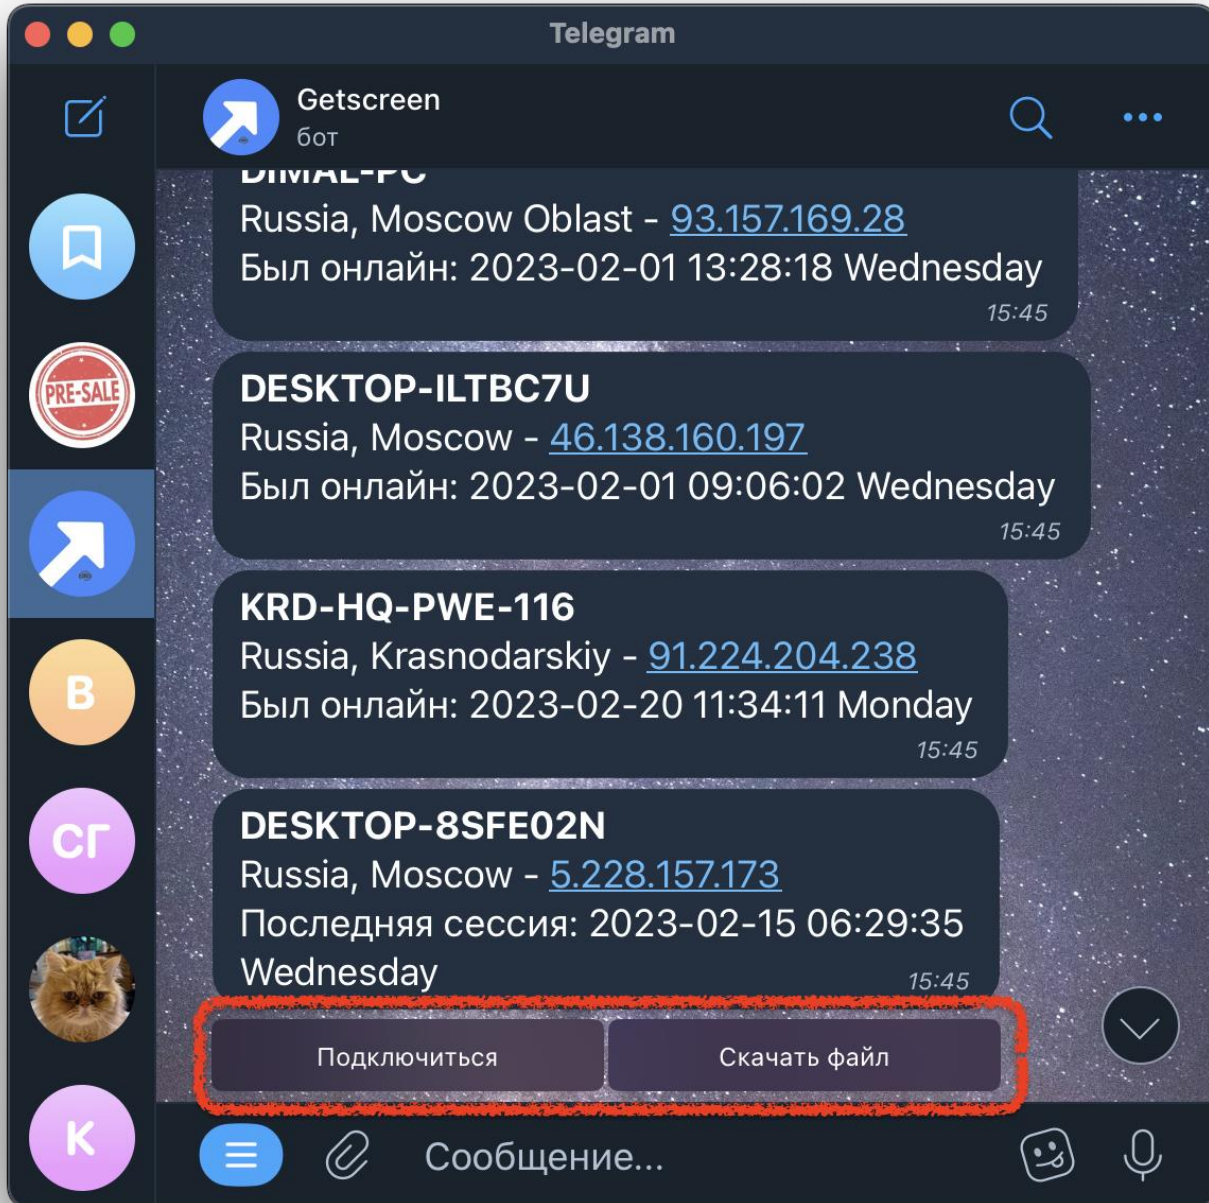 Telegram
Getscreen
бот
DIMAL-PC
Russia, Moscow Oblast - 93.157.169.28
Был онлайн: 2023-02-01 13:28:18 Wednesday
15:45
PRE-SALE
DESKTOP-ILTBC7U
Russia, Moscow - 46.138.160.197
Был онлайн: 2023-02-01 09:06:02 Wednesday
15:45
KRD-HQ-PWE-116
Russia, Krasnodarskiy - 91.224.204.238
Был онлайн: 2023-02-20 11:34:11 Monday
15:45
В
DESKTOP-8SFE02N
Russia, Moscow - 5.228.157.173
Последняя сессия: 2023-02-15 06:29:35
Wednesday
15:45
СГ
Подключиться
Скачать файл
К
Сообщение...